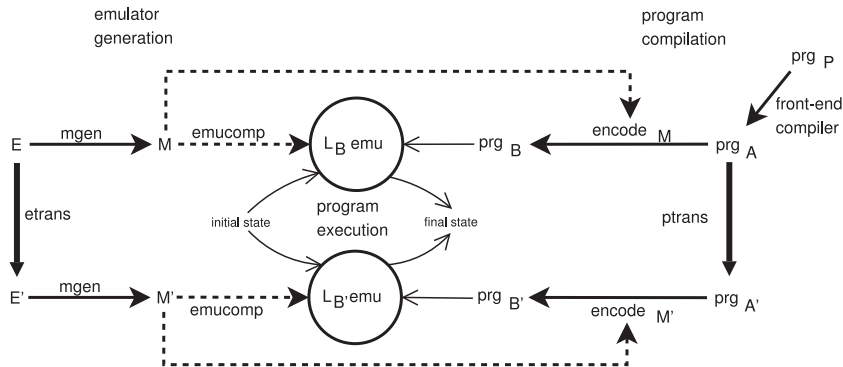 emulator
generation
program
compilation
prg P
front-end
compiler
E
mgen
M
emucomp
L B emu
prg B
encode M
prg A
etrans
initial state
program
execution
final state
ptrans
E'
mgen
M'
emucomp
L B' emu
prg B'
encode M'
prg A'